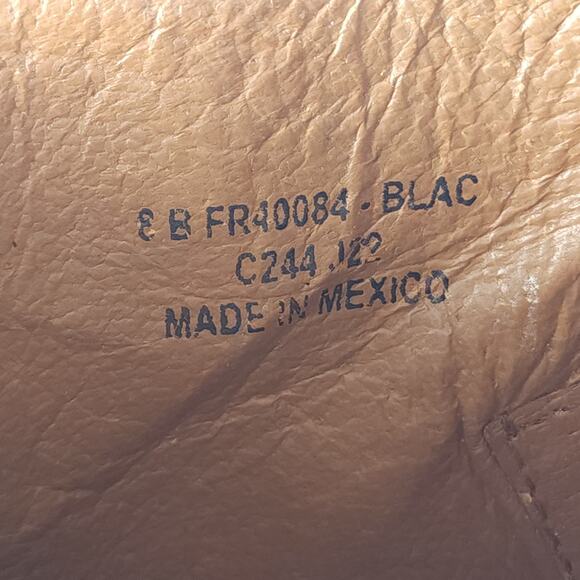 8 B FR40084 - BLAC
C244 J22
MADE IN MEXICO